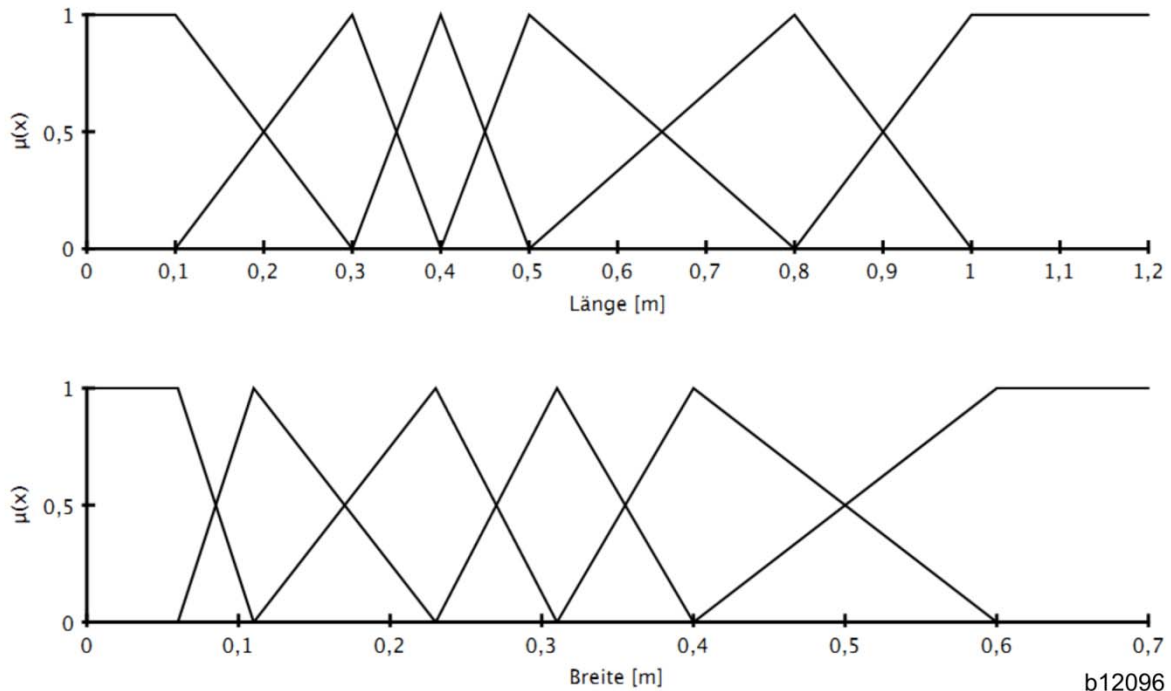 1
0,5
0
μ(x)
0 0,1 0,2 0,3 0,4 0,5 0,6 0,7 0,8 0,9 1 1,1 1,2
Länge [m]
1
0,5
0
μ(x)
0 0,1 0,2 0,3 0,4 0,5 0,6 0,7
Breite [m]
b12096